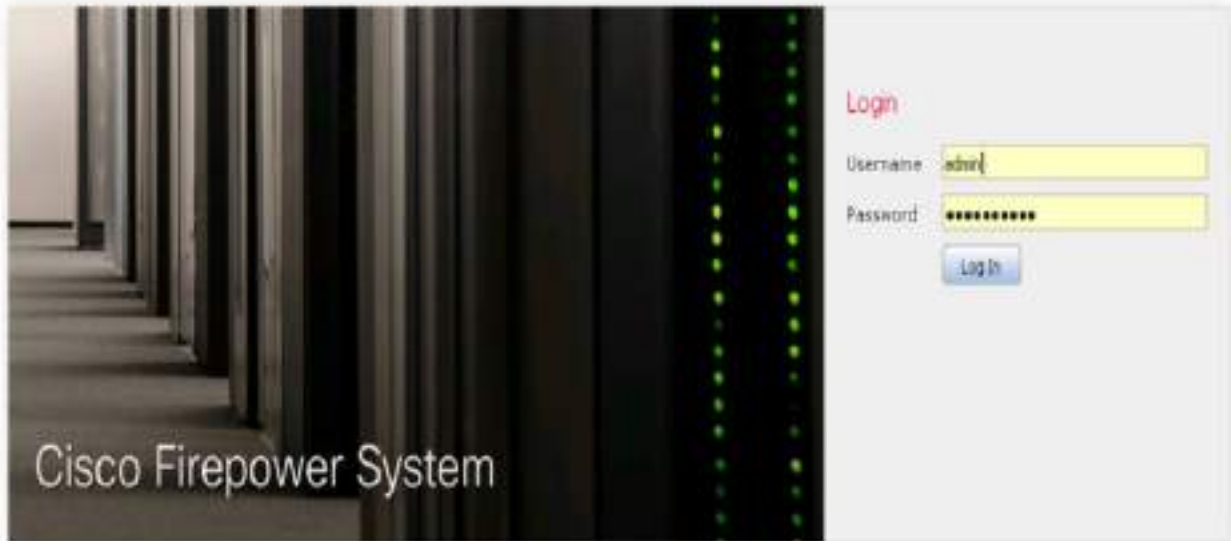 Login
Username admin
Password ••••••••••
Log In
Cisco Firepower System